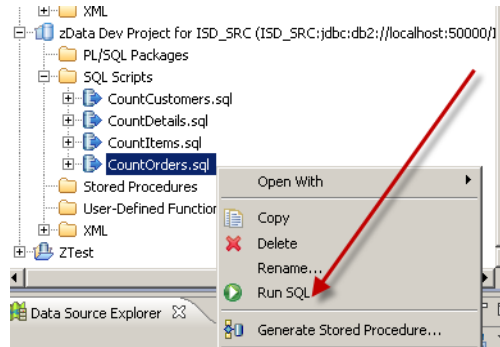 XML
zData Dev Project for ISD_SRC (ISD_SRC:jdbc:db2://localhost:50000/I
PL/SQL Packages
SQL Scripts
CountCustomers.sql
CountDetails.sql
CountItems.sql
CountOrders.sql
Stored Procedures
User-Defined Function
XML
ZTest
Open With
Copy
Delete
Rename...
Run SQL
Generate Stored Procedure...
Data Source Explorer